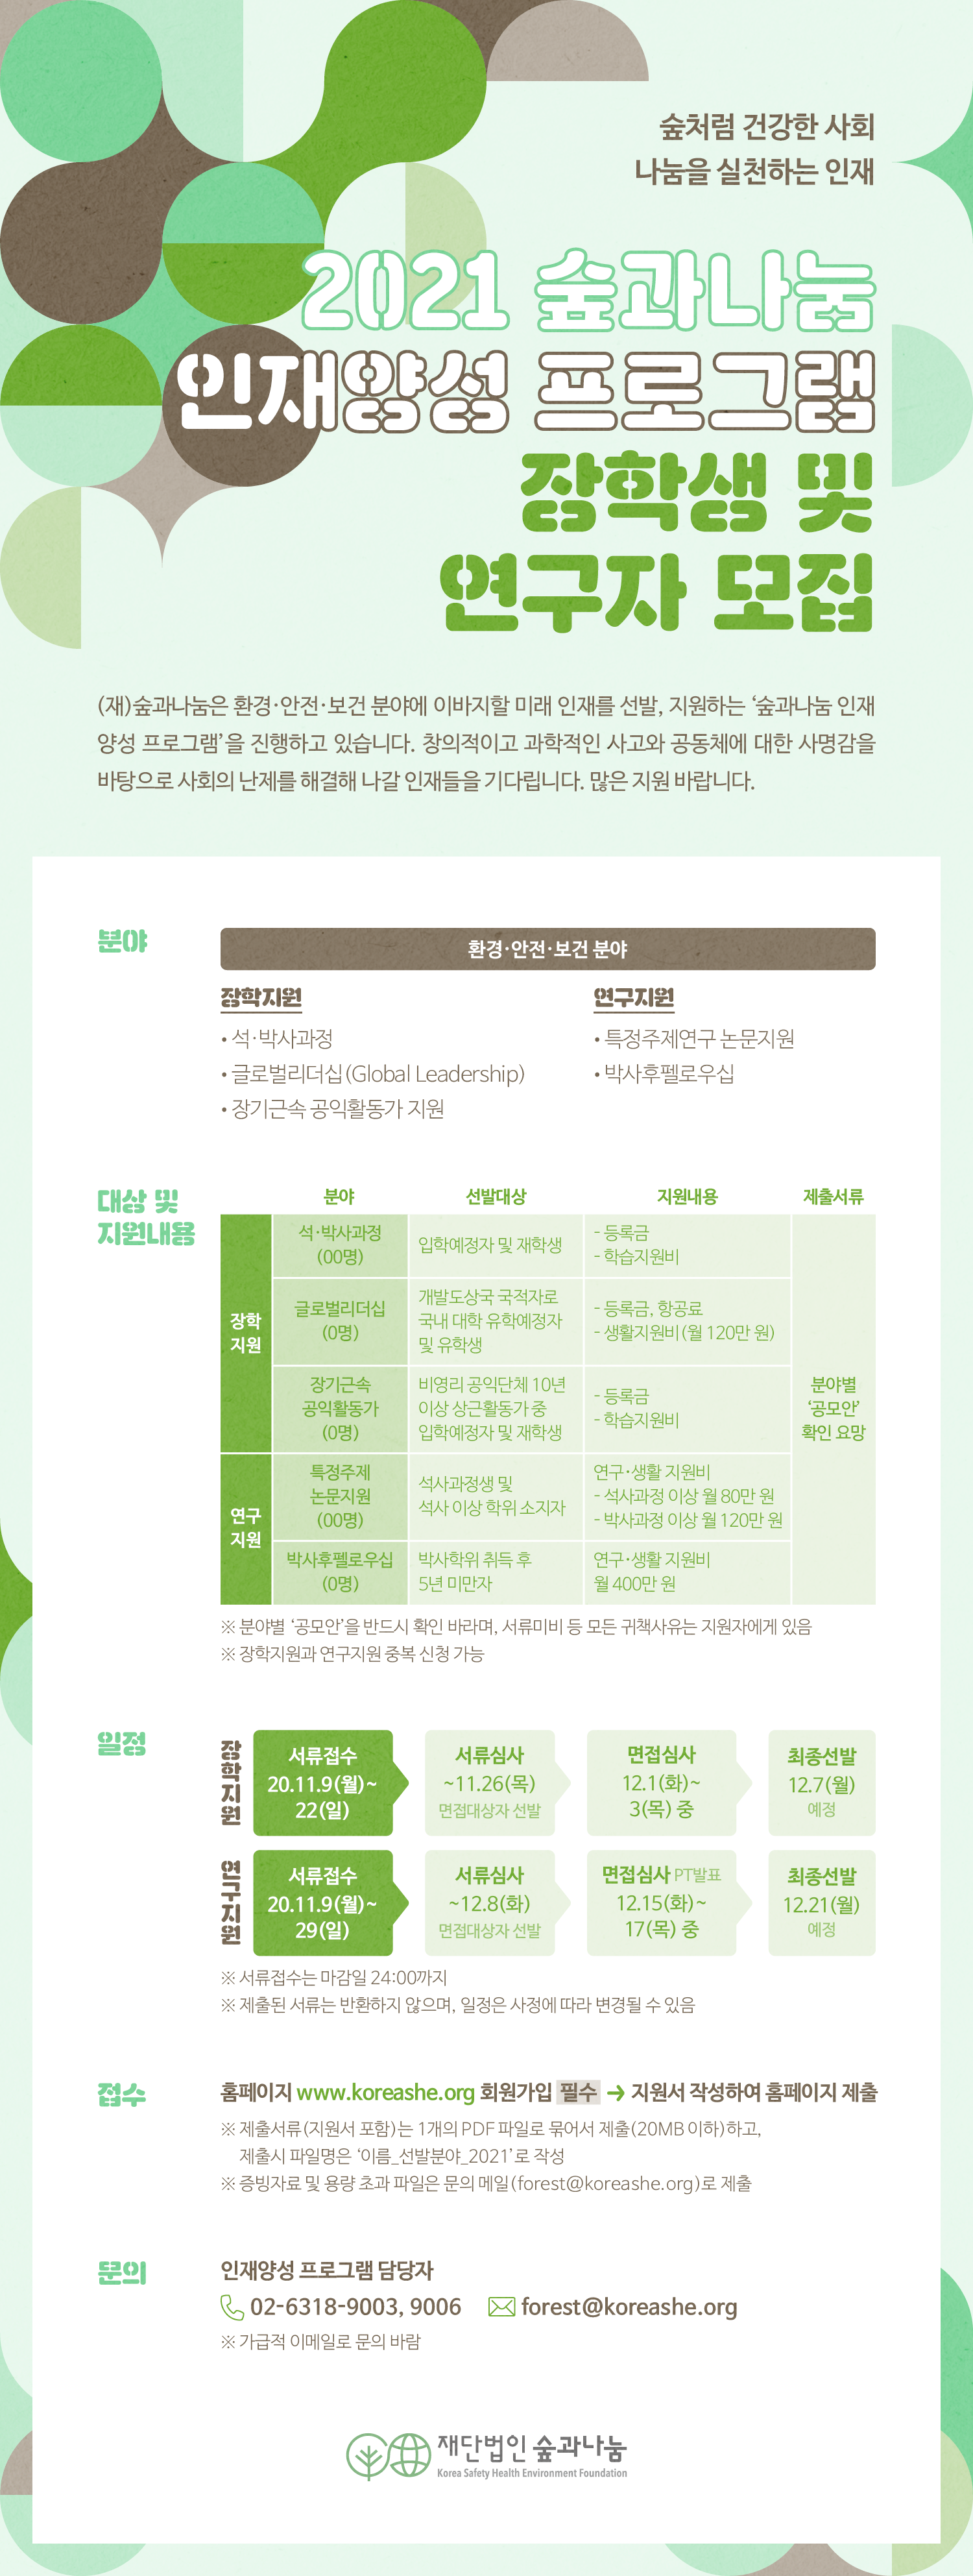 숲처럼 건강한 사회
나눔을 실천하는 인재
2021 숲과나눔
인재양성 프로그램
장학생 및
연구자 모집
(재)숲과나눔은 환경·안전·보건 분야에 이바지할 미래 인재를 선발, 지원하는 ‘숲과나눔 인재
양성 프로그램’을 진행하고 있습니다. 창의적이고 과학적인 사고와 공동체에 대한 사명감을
바탕으로 사회의 난제를 해결해 나갈 인재들을 기다립니다. 많은 지원 바랍니다.
분야
환경·안전·보건 분야
장학지원
• 석·박사과정
• 글로벌리더십(Global Leadership)
• 장기근속 공익활동가 지원
연구지원
• 특정주제연구 논문지원
• 박사후펠로우십
대상 및
지원내용
분야 선발대상 지원내용 제출서류
장학
지원
석·박사과정
(00명)
입학예정자 및 재학생
- 등록금
- 학습지원비
글로벌리더십
(0명)
개발도상국 국적자로
국내 대학 유학예정자
및 유학생
- 등록금, 항공료
- 생활지원비(월 120만 원)
장기근속
공익활동가
(0명)
비영리 공익단체 10년
이상 상근활동가 중
입학예정자 및 재학생
- 등록금
- 학습지원비
분야별
‘공모안’
확인 요망
연구
지원
특정주제
논문지원
(00명)
석사과정생 및
석사 이상 학위 소지자
연구·생활 지원비
- 석사과정 이상 월 80만 원
- 박사과정 이상 월 120만 원
박사후펠로우십
(0명)
박사학위 취득 후
5년 미만자
연구·생활 지원비
월 400만 원
※ 분야별 ‘공모안’을 반드시 확인 바라며, 서류미비 등 모든 귀책사유는 지원자에게 있음
※ 장학지원과 연구지원 중복 신청 가능
일정
장학지원
서류접수
20.11.9(월)~
22(일)
서류심사
~11.26(목)
면접대상자 선발
면접심사
12.1(화)~
3(목) 중
최종선발
12.7(월)
예정
연구지원
서류접수
20.11.9(월)~
29(일)
서류심사
~12.8(화)
면접대상자 선발
면접심사 PT발표
12.15(화)~
17(목) 중
최종선발
12.21(월)
예정
※ 서류접수는 마감일 24:00까지
※ 제출된 서류는 반환하지 않으며, 일정은 사정에 따라 변경될 수 있음
접수
홈페이지 www.koreashe.org 회원가입 필수 → 지원서 작성하여 홈페이지 제출
※ 제출서류(지원서 포함)는 1개의 PDF 파일로 묶어서 제출(20MB 이하)하고,
제출시 파일명은 ‘이름_선발분야_2021’로 작성
※ 증빙자료 및 용량 초과 파일은 문의 메일(forest@koreashe.org)로 제출
문의
인재양성 프로그램 담당자
02-6318-9003, 9006 forest@koreashe.org
※ 가급적 이메일로 문의 바람
재단법인 숲과나눔
Korea Safety Health Environment Foundation